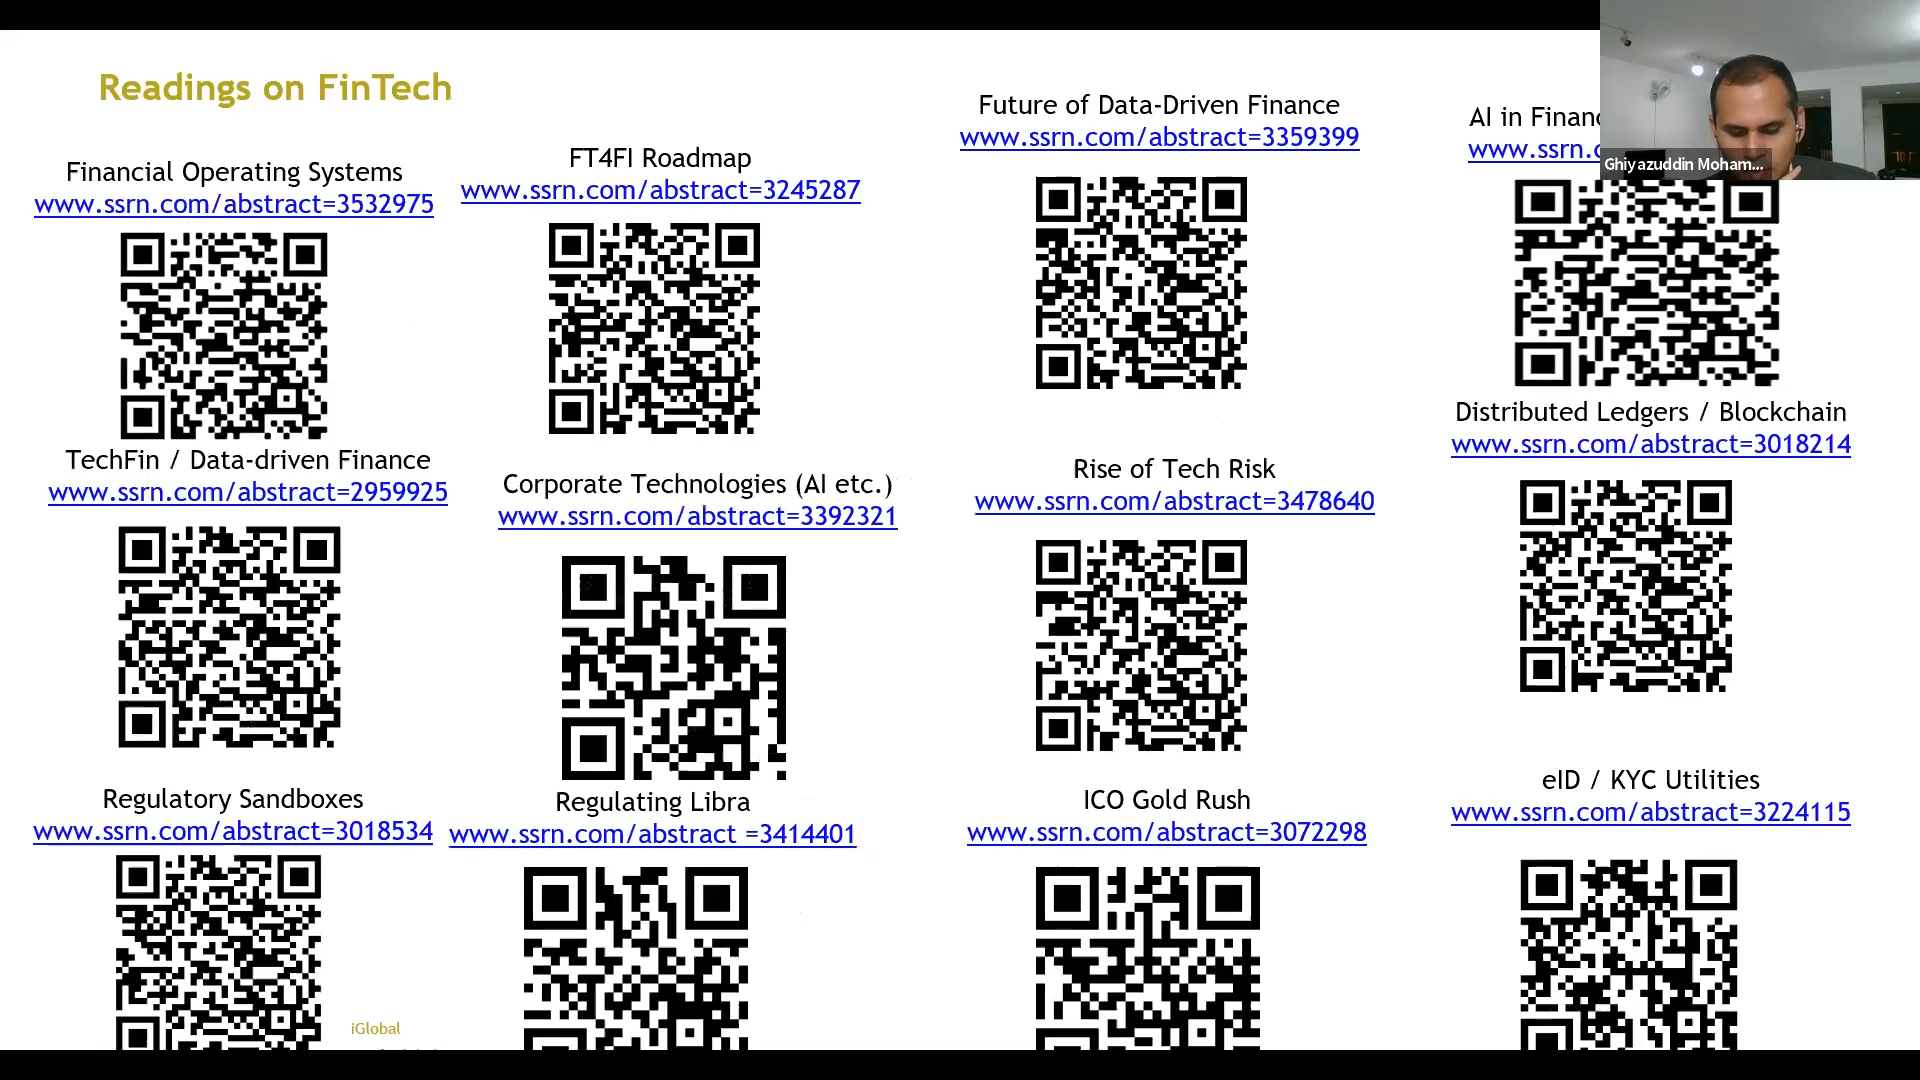 Readings on FinTech
Financial Operating Systems
www.ssrn.com/abstract=3532975
FT4FI Roadmap
www.ssrn.com/abstract=3245287
Future of Data-Driven Finance
www.ssrn.com/abstract=3359399
AI in Financ
www.ssrn.c
Ghiyazuddin Moham...
TechFin / Data-driven Finance
www.ssrn.com/abstract=2959925
Corporate Technologies (AI etc.)
www.ssrn.com/abstract=3392321
Rise of Tech Risk
www.ssrn.com/abstract=3478640
Distributed Ledgers / Blockchain
www.ssrn.com/abstract=3018214
Regulatory Sandboxes
www.ssrn.com/abstract=3018534
Regulating Libra
www.ssrn.com/abstract =3414401
ICO Gold Rush
www.ssrn.com/abstract=3072298
eID / KYC Utilities
www.ssrn.com/abstract=3224115
iGlobal